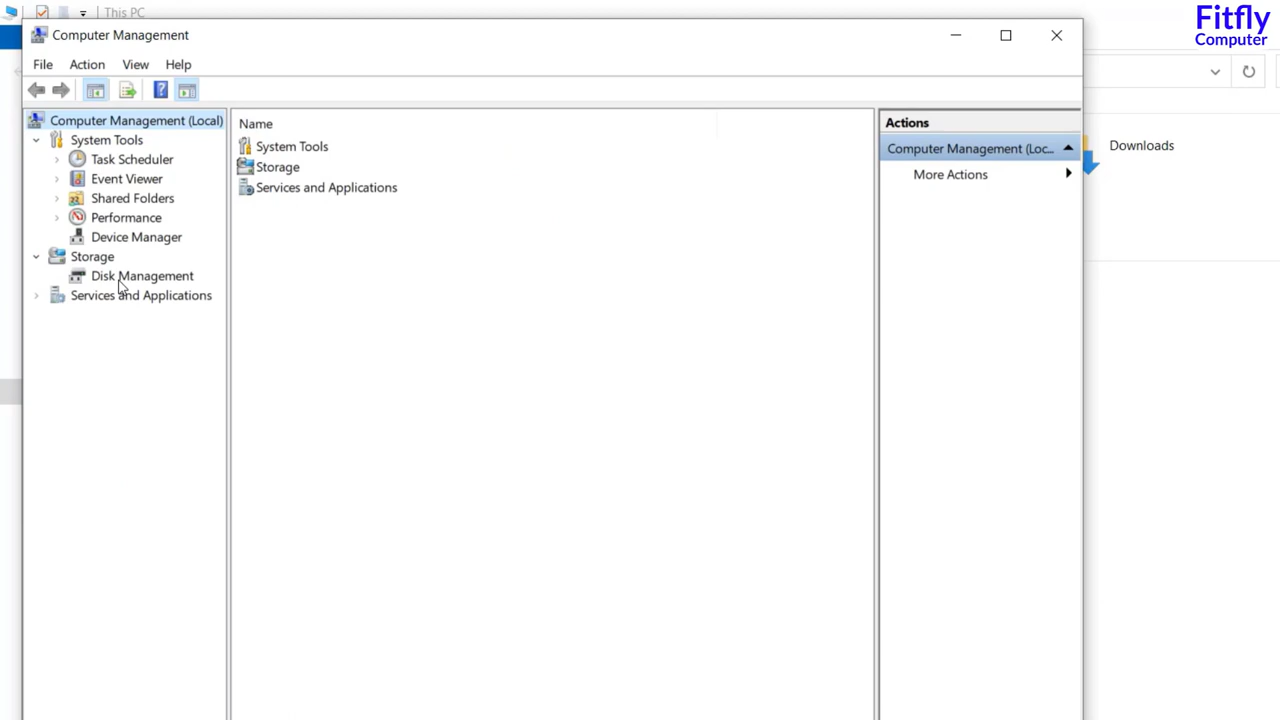 This PC
Fitfly
Computer
Computer Management
File Action View Help
Computer Management (Local)
System Tools
Task Scheduler
Event Viewer
Shared Folders
Performance
Device Manager
Storage
Disk Management
Services and Applications
Name
System Tools
Storage
Services and Applications
Actions
Computer Management (Loc...
More Actions
Downloads